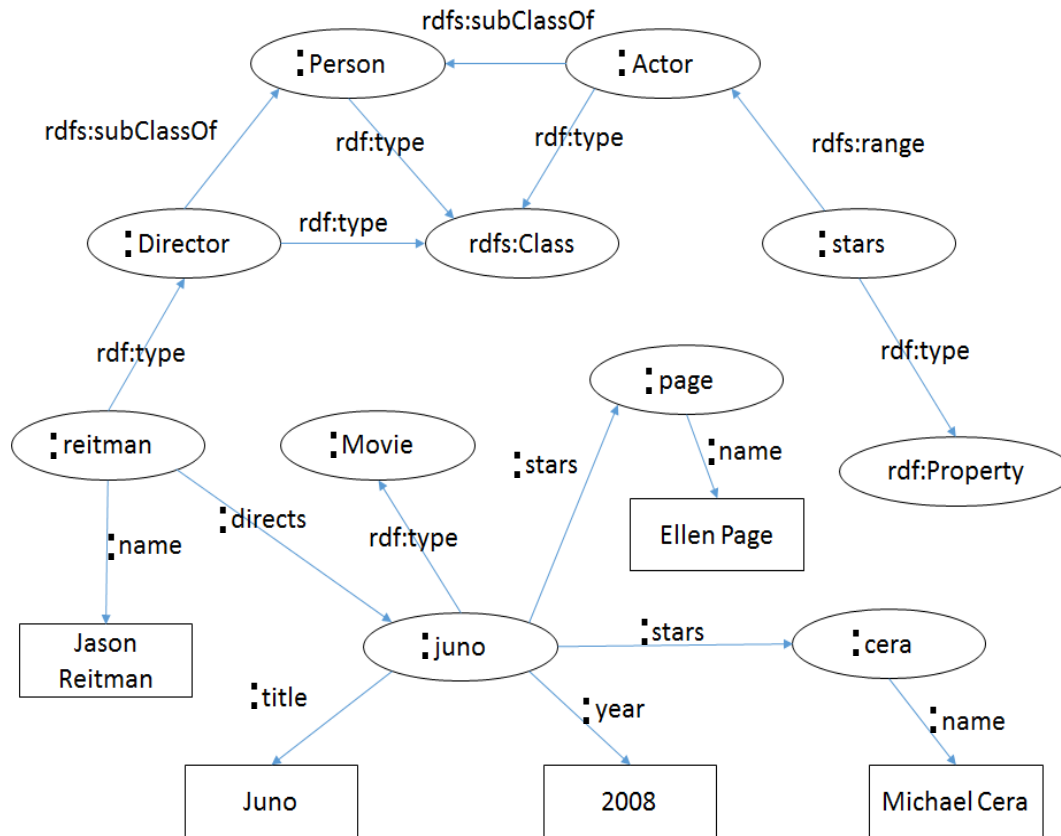 rdfs:subClassOf
:Person
:Actor
rdfs:subClassOf
rdf:type
rdf:type
rdfs:range
:Director
rdf:type
rdfs:Class
:stars
rdf:type
rdf:type
:page
:reitman
:Movie
:stars
:name
rdf:Property
:directs
Ellen Page
rdf:type
:name
Jason
Reitman
:juno
:stars
:cera
:title
:year
:name
Juno
2008
Michael Cera